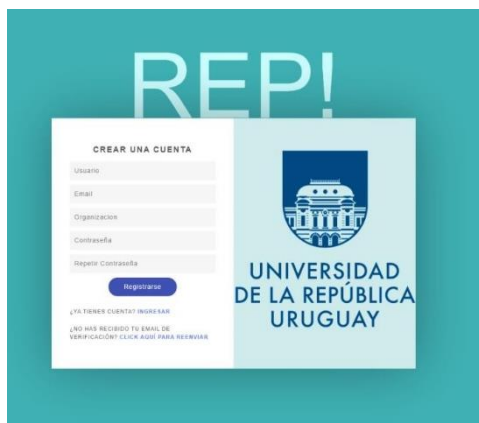 REP!
CREAR UNA CUENTA
Usuario
Email
Organizacion
Contraseña
Repetir Contraseña
Registrarse
¿YA TIENES CUENTA? INGRESAR
¿NO HAS RECIBIDO TU EMAIL DE
VERIFICACIÓN? CLICK AQUÍ PARA REENVIAR
UNIVERSIDAD
DE LA REPÚBLICA
URUGUAY